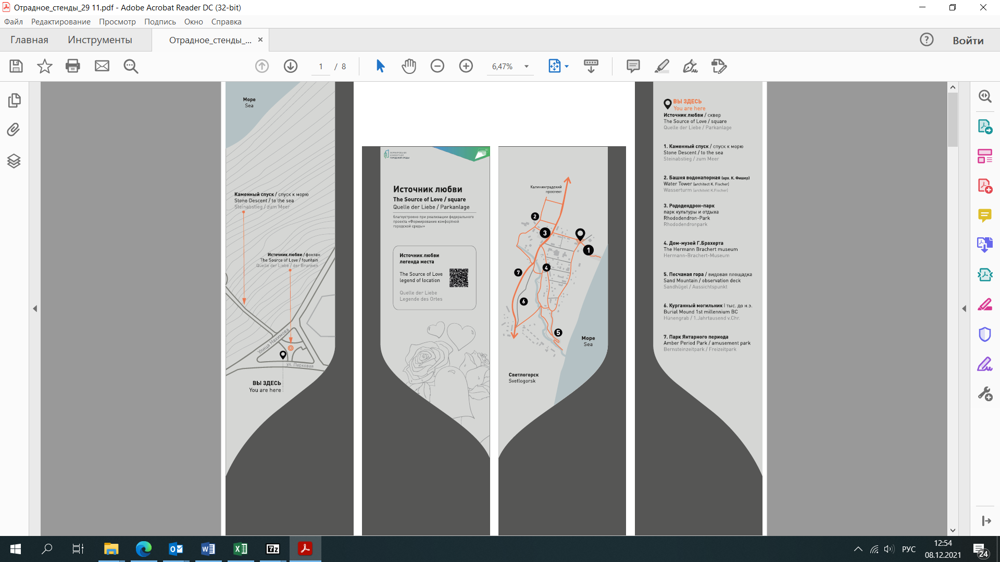 Отрадное_стенды_29 11.pdf - Adobe Acrobat Reader DC (32-bit)
Файл Редактирование Просмотр Подпись Окно Справка
Главная Инструменты Отрадное_стенды_... × Войти
1 / 8 6,47%
Море
Sea
Каменный спуск / спуск к морю
Stone Descent / to the sea
Steinabstieg / zum Meer
Источник любви / фонтан
The Source of Love / fountain
Quelle der Liebe / der Brunnen
Улица Нахимова
ул. Парковая
ВЫ ЗДЕСЬ
You are here
ФОРМИРОВАНИЕ
КОМФОРТНОЙ
ГОРОДСКОЙ СРЕДЫ
Источник любви
The Source of Love / square
Quelle der Liebe / Parkanlage
благоустроено при реализации федерального
проекта «Формирование комфортной
городской среды»
Источник любви
легенда места
The Source of Love
legend of location
Quelle der Liebe
Legende des Ortes
Калининградский
проспект
2
3
1
4
7
6
5
Море
Sea
Светлогорск
Svetlogorsk
ВЫ ЗДЕСЬ
You are here
Источник любви / сквер
The Source of Love / square
Quelle der Liebe / Parkanlage
1. Каменный спуск / спуск к морю
Stone Descent / to the sea
Steinabstieg / zum Meer
2. Башня водонапорная (арх. К. Фишер)
Water Tower (architect K. Fischer)
Wasserturm (architekt K.Fischer)
3. Рододендрон-парк
парк культуры и отдыха
Rhododendron-Park
Rhododendronpark
4. Дом-музей Г.Брахерта
The Hermann Brachert museum
Hermann-Brachert-Museum
5. Песчаная гора / видовая площадка
Sand Mountain / observation deck
Sandhügel / Aussichtspunkt
6. Курганный могильник I тыс. до н.э.
Burial Mound 1st millennium BC
Hünengrab / 1.Jahrtausend v.Chr.
7. Парк Янтарного периода
Amber Period Park / amusement park
Bernsteinzeitpark / Freizeitpark
РУС
12:54
08.12.2021
24